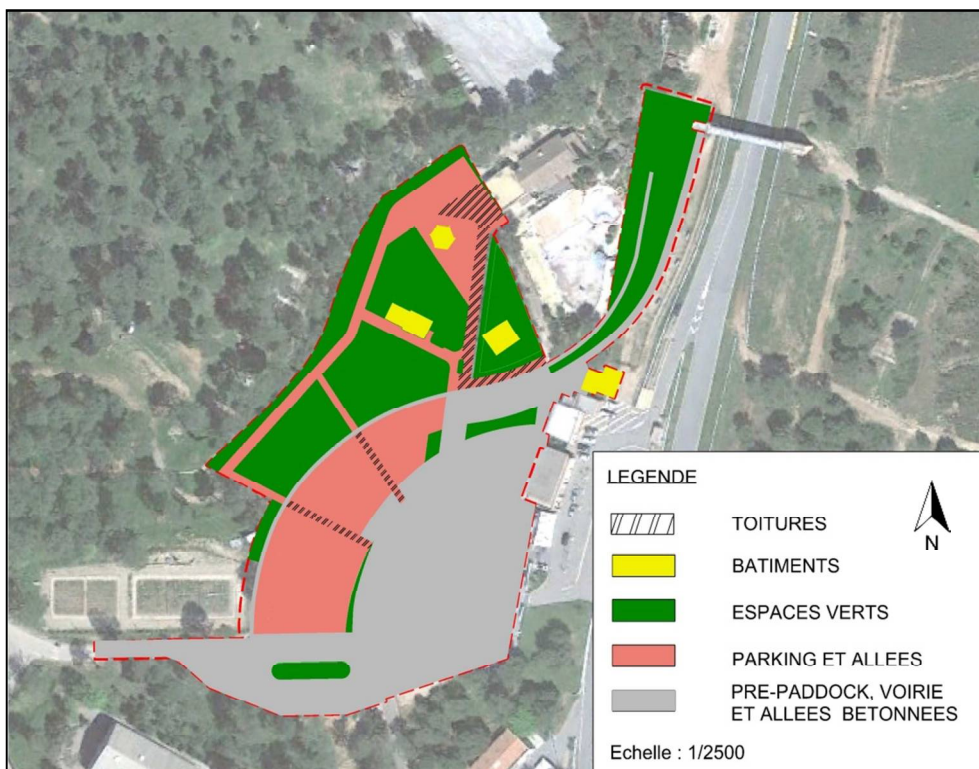 LEGENDE
N
TOITURES
BATIMENTS
ESPACES VERTS
PARKING ET ALLEES
PRE-PADDOCK, VOIRIE
ET ALLEES BETONNEES
Echelle : 1/2500